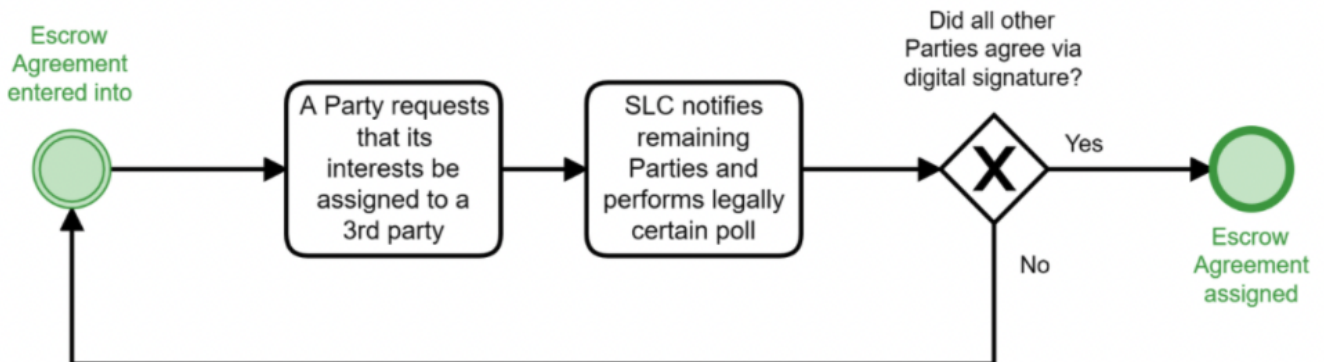 Escrow
Agreement
entered into
A Party requests
that its
interests be
assigned to a
3rd party
SLC notifies
remaining
Parties and
performs legally
certain poll
Did all other
Parties agree via
digital signature?
X
Yes
No
Escrow
Agreement
assigned